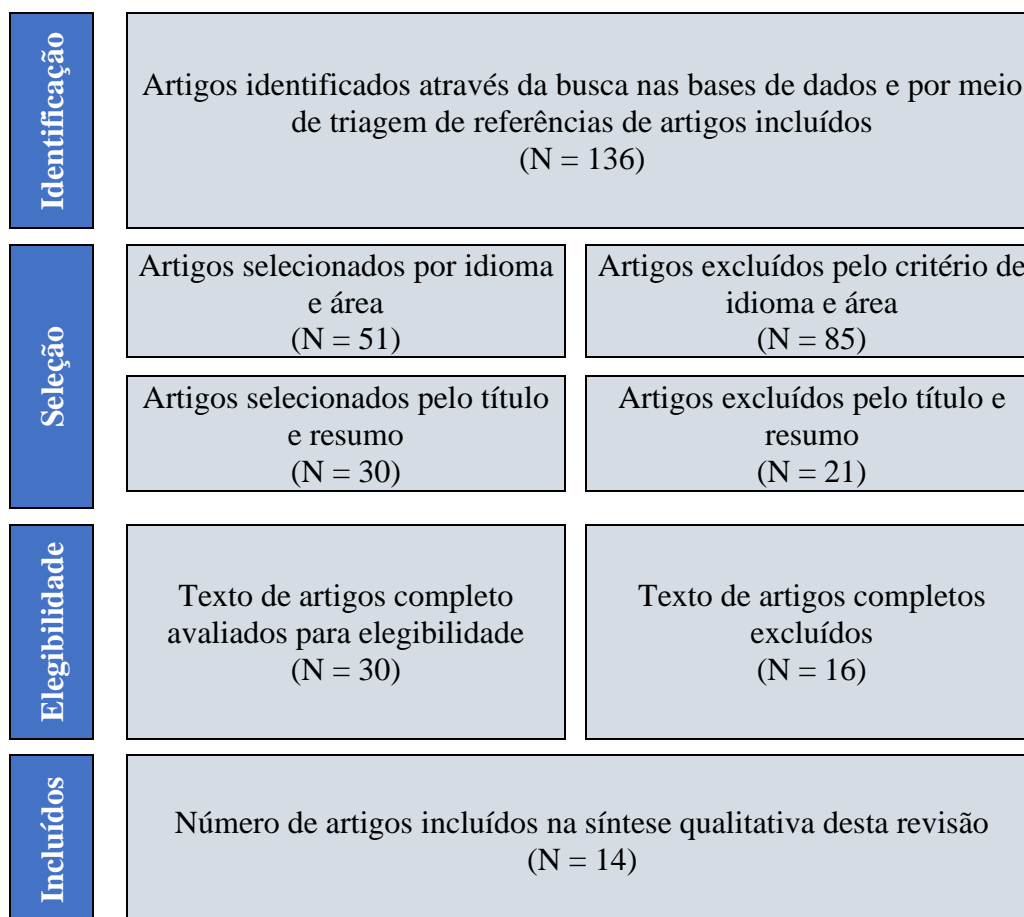 Identificação
Artigos identificados através da busca nas bases de dados e por meio
de triagem de referências de artigos incluídos
(N = 136)
Seleção
Artigos selecionados por idioma
e área
(N = 51)
Artigos excluídos pelo critério de
idioma e área
(N = 85)
Artigos selecionados pelo título
e resumo
(N = 30)
Artigos excluídos pelo título e
resumo
(N = 21)
Elegibilidade
Texto de artigos completo
avaliados para elegibilidade
(N = 30)
Texto de artigos completos
excluídos
(N = 16)
Incluídos
Número de artigos incluídos na síntese qualitativa desta revisão
(N = 14)